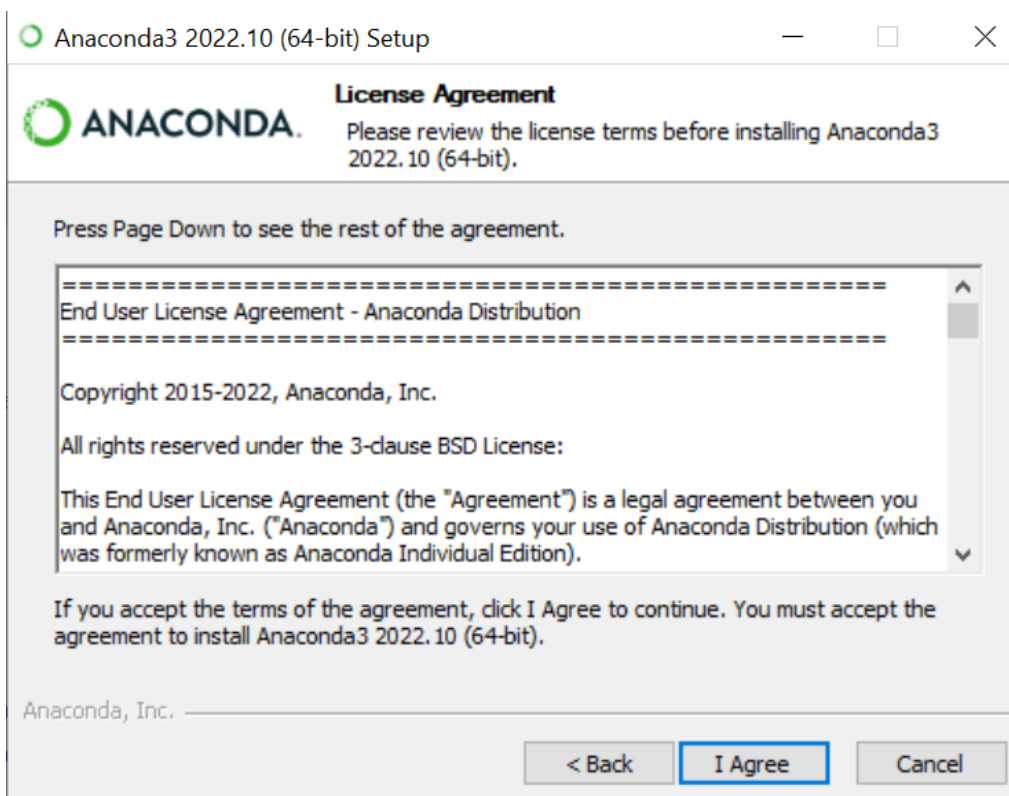 Anaconda3 2022.10 (64-bit) Setup
ANACONDA.
License Agreement
Please review the license terms before installing Anaconda3
2022.10 (64-bit).
Press Page Down to see the rest of the agreement.
==================================================
End User License Agreement - Anaconda Distribution
==================================================
Copyright 2015-2022, Anaconda, Inc.
All rights reserved under the 3-clause BSD License:
This End User License Agreement (the "Agreement") is a legal agreement between you
and Anaconda, Inc. ("Anaconda") and governs your use of Anaconda Distribution (which
was formerly known as Anaconda Individual Edition).
If you accept the terms of the agreement, click I Agree to continue. You must accept the
agreement to install Anaconda3 2022.10 (64-bit).
Anaconda, Inc.
< Back
I Agree
Cancel